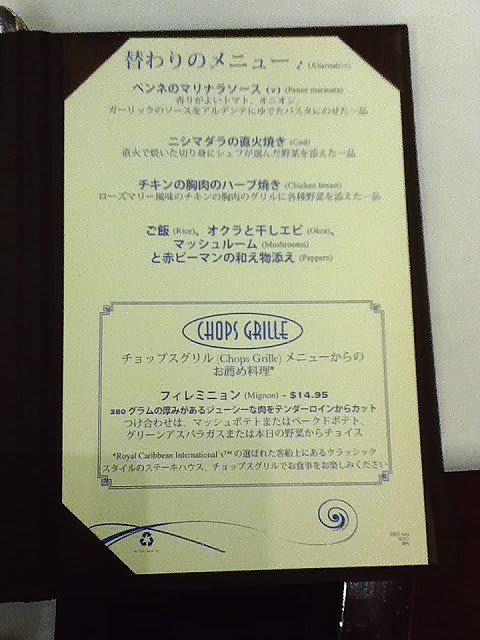 替わりのメニュー (Alternative)
ペンネのマリナラソース (V) (Penne marinara)
香りがよいトマト、オニオン、
ガーリックのソースをアルデンテにゆでたパスタにのせた一品
ニシマダラの直火焼き (Cod)
直火で焼いた切り身にシェフが選んだ野菜を添えた一品
チキンの胸肉のハーブ焼き (Chicken breast)
ローズマリー風味のチキンの胸肉のグリルに各種野菜を添えた一品
ご飯 (Rice)、オクラと干しエビ (Okra)、
マッシュルーム (Mushrooms)
と赤ピーマンの和え物添え (Peppers)
CHOPS GRILLE
チョップスグリル (Chops Grille) メニューからの
お薦め料理*
フィレミニョン (Mignon) – $14.95
280 グラムの厚みがあるジューシーな肉をテンダーロインからカット
つけ合わせは、マッシュポテトまたはベークドポテト、
グリーンアスパラガスまたは本日の野菜からチョイス
*Royal Caribbean International's™ の選ばれた客船上にあるクラッシック
スタイルのステーキハウス、チョップスグリルでお食事をお楽しみください